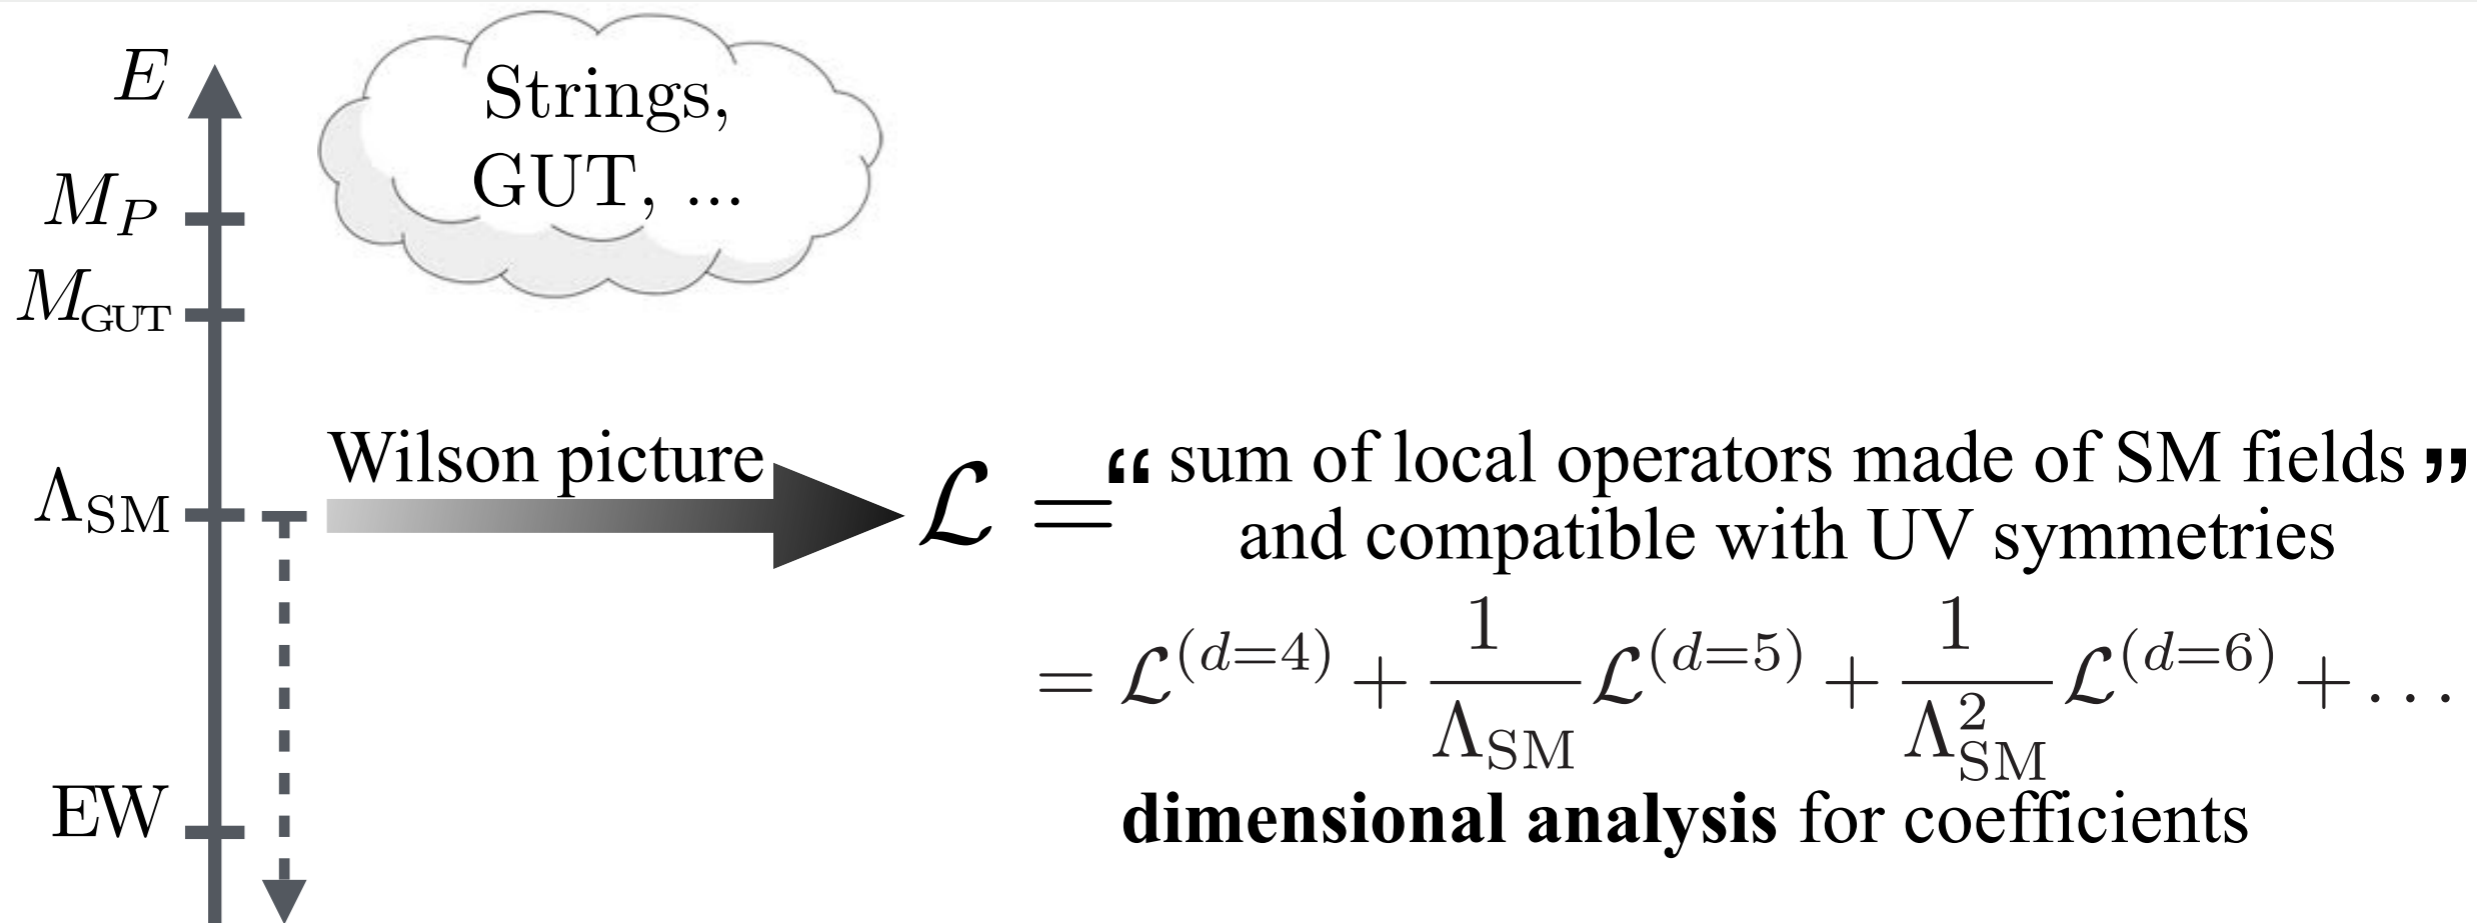 E
Strings,
GUT, ...
M_P
M_GUT
Wilson picture
Λ_SM
ℒ = “ sum of local operators made of SM fields ”
and compatible with UV symmetries
= ℒ^(d=4) + 1/Λ_SM ℒ^(d=5) + 1/Λ_SM^2 ℒ^(d=6) + . . .
EW
dimensional analysis for coefficients